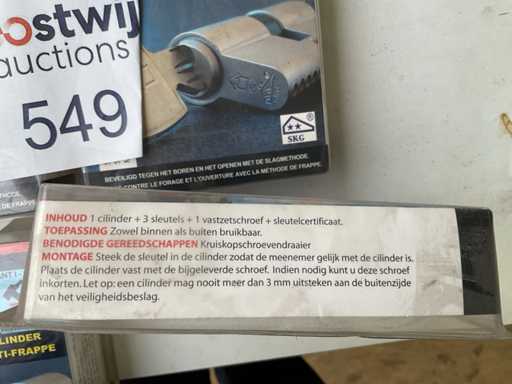 ostwij
auctions
549
SKG
BEVEILIGD TEGEN HET BOREN EN HET OPENEN MET DE SLAGMETHODE.
CONTRE LE FORAGE ET L'OUVERTURE AVEC LA MÉTHODE DE FRAPPE.
INHOUD 1 cilinder + 3 sleutels + 1 vastzetschroef + sleutelcertificaat.
TOEPASSING Zowel binnen als buiten bruikbaar.
BENODIGDE GEREEDSCHAPPEN Kruiskopschroevendraaier
MONTAGE Steek de sleutel in de cilinder zodat de meenemer gelijk met de cilinder is.
Plaats de cilinder vast met de bijgeleverde schroef. Indien nodig kunt u deze schroef
inkorten. Let op: een cilinder mag nooit meer dan 3 mm uitsteken aan de buitenzijde
van het veiligheidsbeslag.
LINDER
TI-FRAPPE